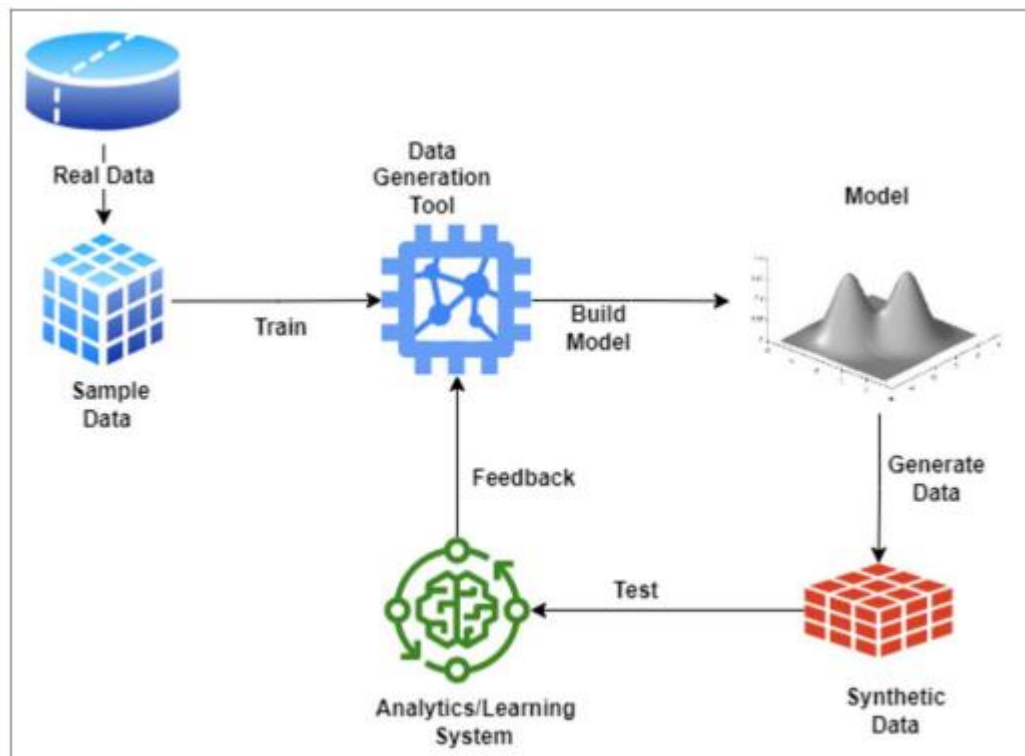 Real Data
Data
Generation
Tool
Model
Train
Build
Model
Sample
Data
Feedback
Generate
Data
Test
Analytics/Learning
System
Synthetic
Data